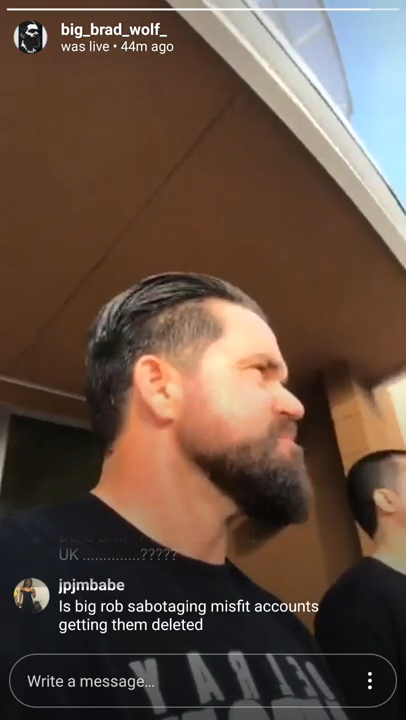 big_brad_wolf_
was live • 44m ago
UK ..............?????
jpjmbabe
Is big rob sabotaging misfit accounts
getting them deleted
Write a message...